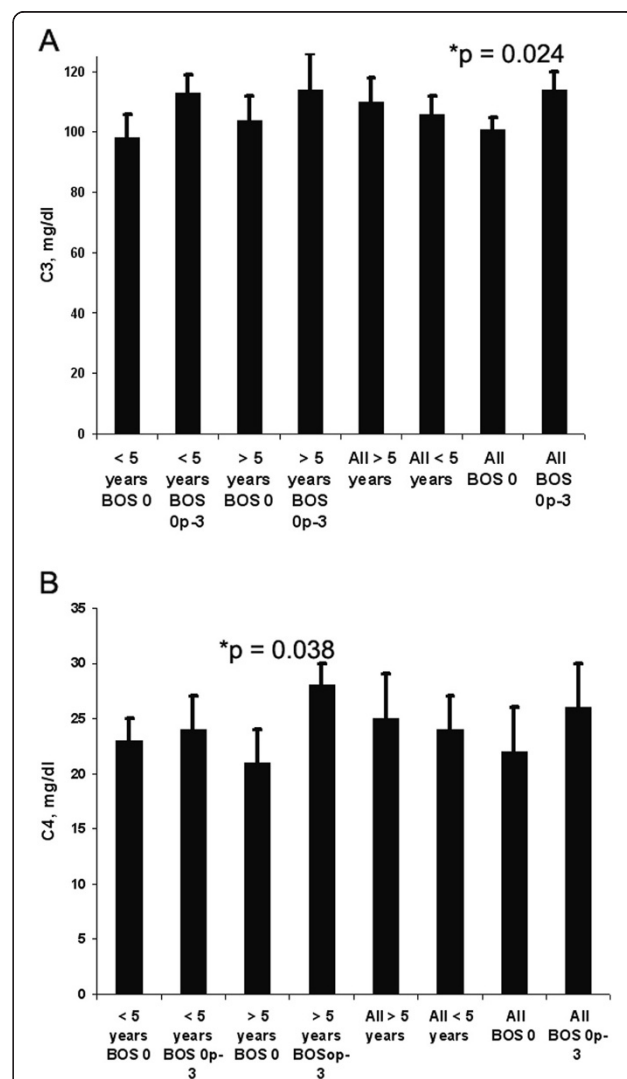 A
*p = 0.024
120
100
80
60
40
20
0
C3, mg/dl
< 5 < 5 > 5 > 5 All > 5 All < 5 All All
years years years years years years BOS 0 BOS
BOS 0 BOS BOS 0 BOS 0p-3
0p-3 0p-3
B
*p = 0.038
35
30
25
20
15
10
5
0
C4, mg/dl
< 5 < 5 > 5 > 5 All > 5 All < 5 All All
years years years years years years BOS 0 BOS 0p-
BOS 0 BOS 0p- BOS 0 BOSop- 3
3 3